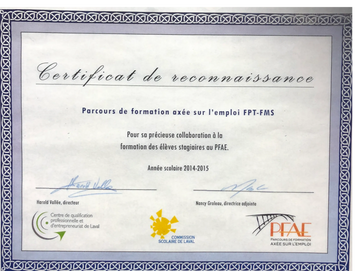 Certificat de reconnaissance
Parcours de formation axée sur l'emploi FPT-FMS
Pour sa précieuse collaboration à la
formation des élèves stagiaires au PFAE.
Année scolaire 2014-2015
Harold Vallée, directeur
Nancy Groleau, directrice adjointe
Centre de qualification
professionnelle et
d'entrepreneuriat de Laval
COMMISSION
SCOLAIRE DE LAVAL
PFAE
PARCOURS DE FORMATION
AXÉE SUR L'EMPLOI